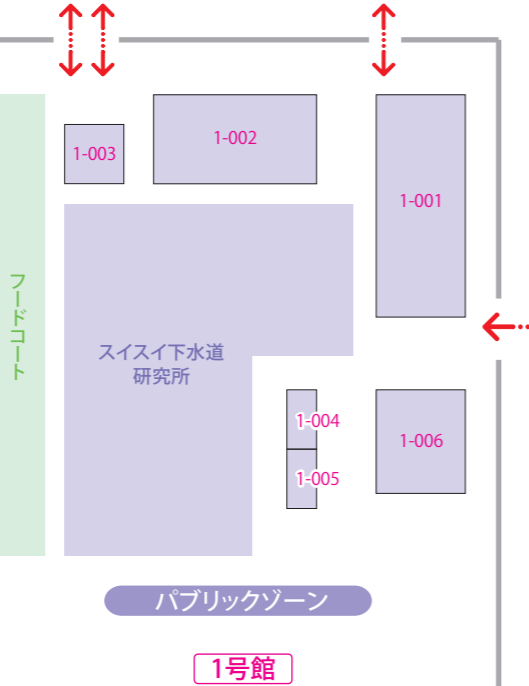 1-003
1-002
1-001
フードコート
スイスイ下水道
研究所
1-004
1-005
1-006
パブリックゾーン
1号館